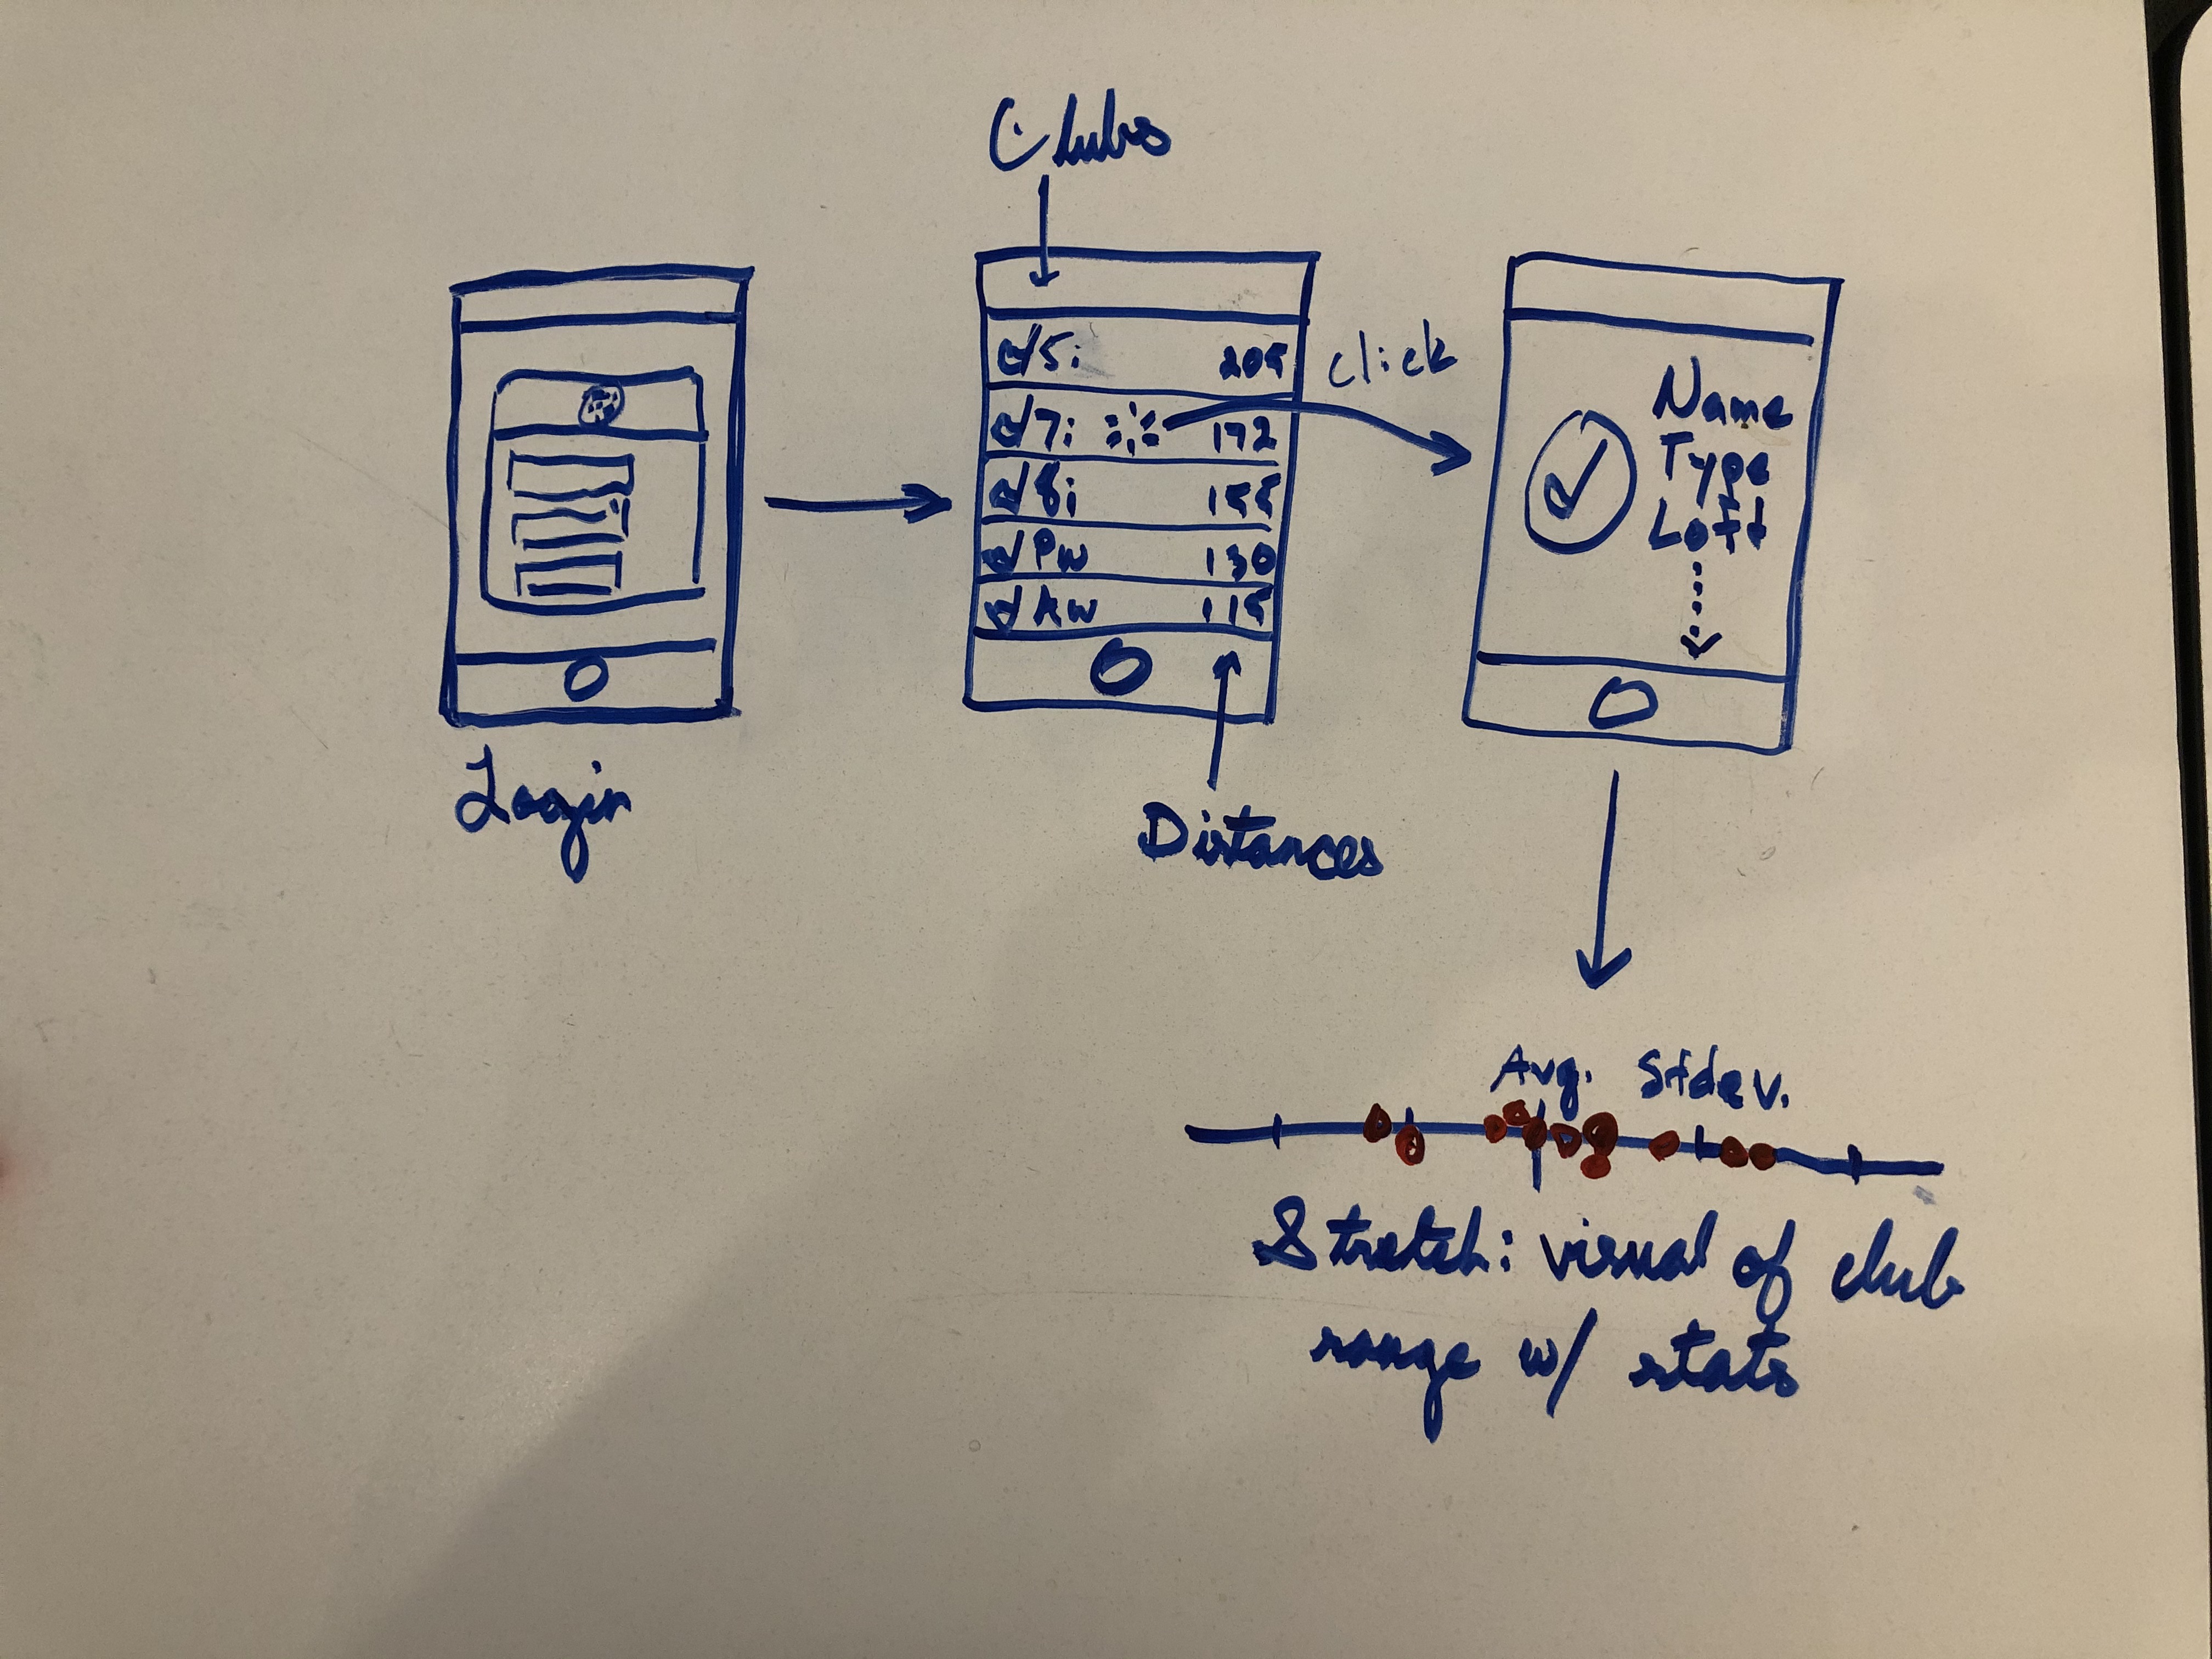 Clubs
5i 205
7i 172
8i 155
PW 130
AW 115
click
Name
Type
Loft
Login
Distances
Avg. Stdev.
Stretch: visual of club
range w/ stats